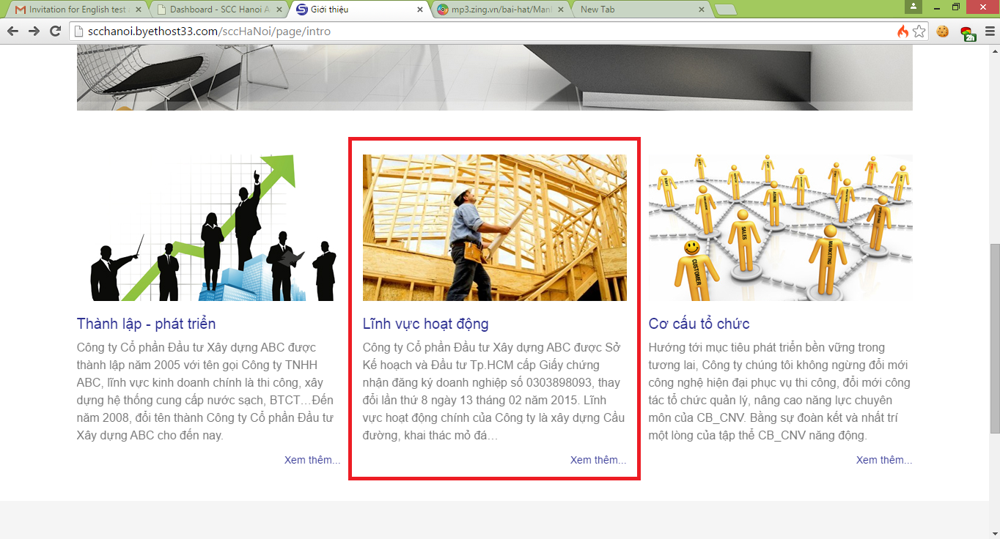 Invitation for English test
Dashboard - SCC Hanoi A
Giới thiệu
mp3.zing.vn/bai-hat/Manl
New Tab
scchanoi.byethost33.com/sccHaNoi/page/intro
2h
STAFF
ADMIN
SALES
MARKETING
CUSTOMER
Thành lập - phát triển
Công ty Cổ phần Đầu tư Xây dựng ABC được
thành lập năm 2005 với tên gọi Công ty TNHH
ABC, lĩnh vực kinh doanh chính là thi công, xây
dựng hệ thống cung cấp nước sạch, BTCT...Đến
năm 2008, đổi tên thành Công ty Cổ phần Đầu tư
Xây dựng ABC cho đến nay.
Xem thêm...
Lĩnh vực hoạt động
Công ty Cổ phần Đầu tư Xây dựng ABC được Sở
Kế hoạch và Đầu tư Tp.HCM cấp Giấy chứng
nhận đăng ký doanh nghiệp số 0303898093, thay
đổi lần thứ 8 ngày 13 tháng 02 năm 2015. Lĩnh
vực hoạt động chính của Công ty là xây dựng Cầu
đường, khai thác mỏ đá...
Xem thêm...
Cơ cấu tổ chức
Hướng tới mục tiêu phát triển bền vững trong
tương lai, Công ty chúng tôi không ngừng đổi mới
công nghệ hiện đại phục vụ thi công, đổi mới công
tác tổ chức quản lý, nâng cao năng lực chuyên
môn của CB_CNV. Bằng sự đoàn kết và nhất trí
một lòng của tập thể CB_CNV năng động.
Xem thêm...